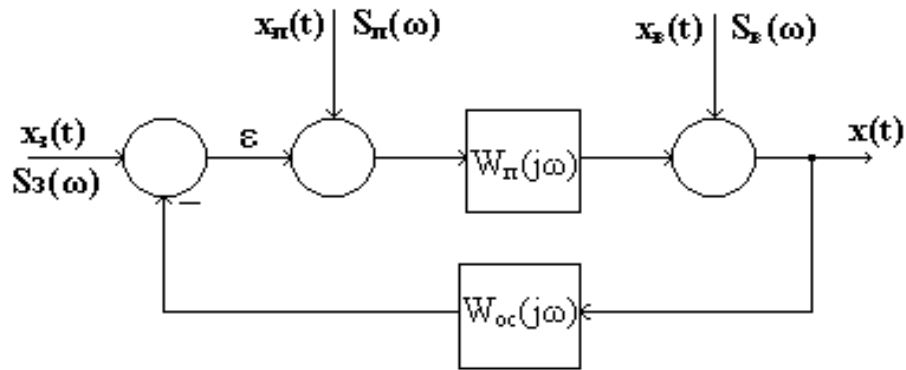 xп(t) Sп(ω)
xв(t) Sв(ω)
xз(t)
SЗ(ω)
ε
Wп(jω)
x(t)
–
Wос(jω)